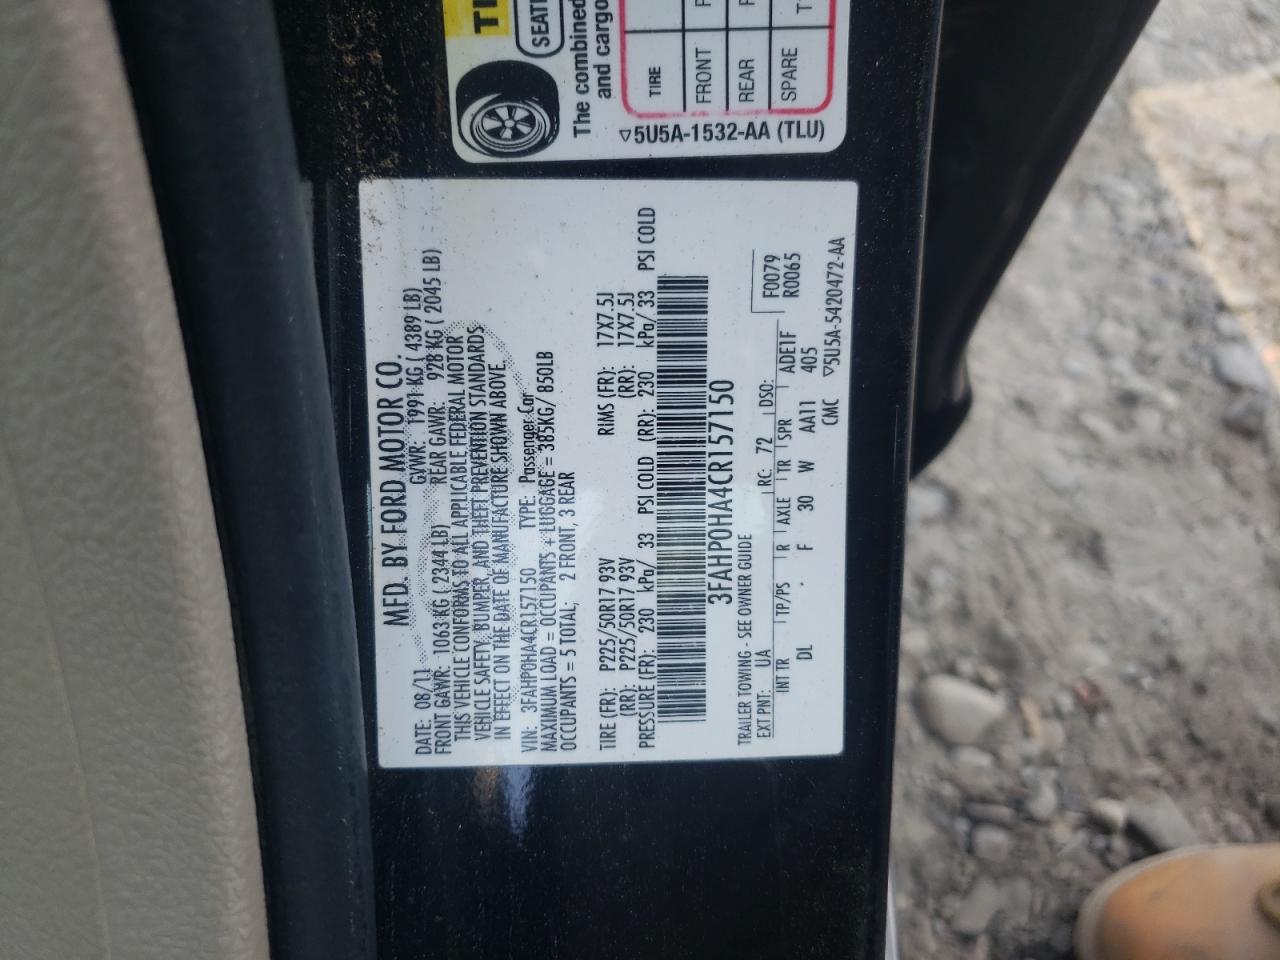 MFD. BY FORD MOTOR CO.
DATE: 08/11 GVWR: 1991 KG ( 4389 LB)
FRONT GAWR: 1063 KG ( 2344 LB) REAR GAWR: 928 KG ( 2045 LB)
THIS VEHICLE CONFORMS TO ALL APPLICABLE FEDERAL MOTOR
VEHICLE SAFETY, BUMPER, AND THEFT PREVENTION STANDARDS
IN EFFECT ON THE DATE OF MANUFACTURE SHOWN ABOVE.
VIN: 3FAHP0HA4CR157150 TYPE: Passenger Car
MAXIMUM LOAD = OCCUPANTS + LUGGAGE = 385KG/ 850LB
OCCUPANTS = 5 TOTAL; 2 FRONT, 3 REAR
TIRE (FR): P225/50R17 93V RIMS (FR): 17X7.5J
(RR): P225/50R17 93V (RR): 17X7.5J
PRESSURE (FR): 230 kPa/ 33 PSI COLD (RR): 230 kPa/ 33 PSI COLD
3FAHP0HA4CR157150
TRAILER TOWING - SEE OWNER GUIDE F0079
EXT PNT: UA RC: 72 DSO: R0065
INT TR TP/PS R AXLE TR SPR ADE1F
DL . F 30 W AA11 405
CMC ▽5U5A-5420472-AA
TI
SEATI
The combined
and cargo
TIRE
FRONT P
REAR P
SPARE T
▽5U5A-1532-AA (TLU)